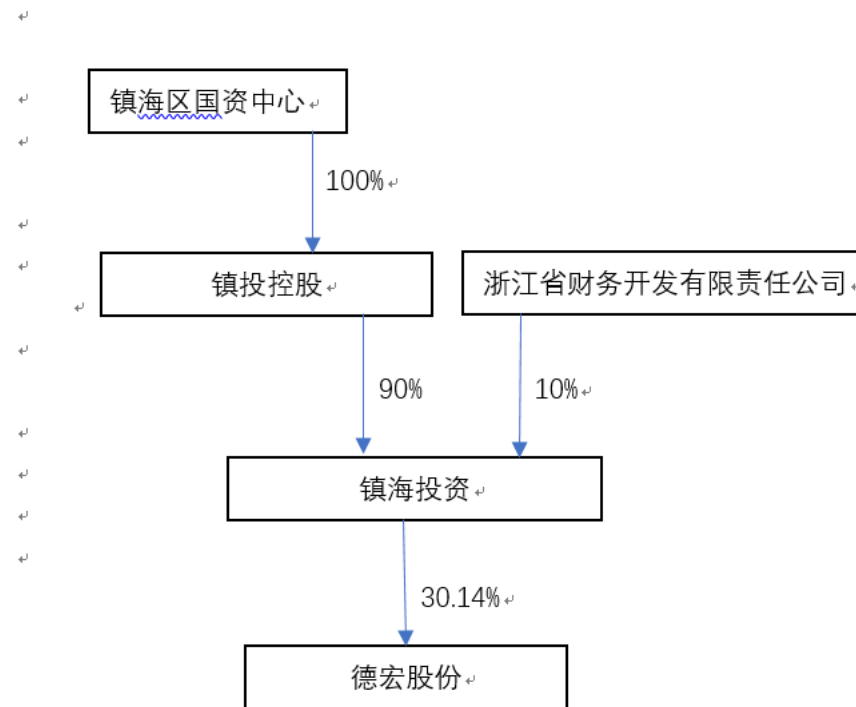 镇海区国资中心
100%
镇投控股
浙江省财务开发有限责任公司
90%
10%
镇海投资
30.14%
德宏股份